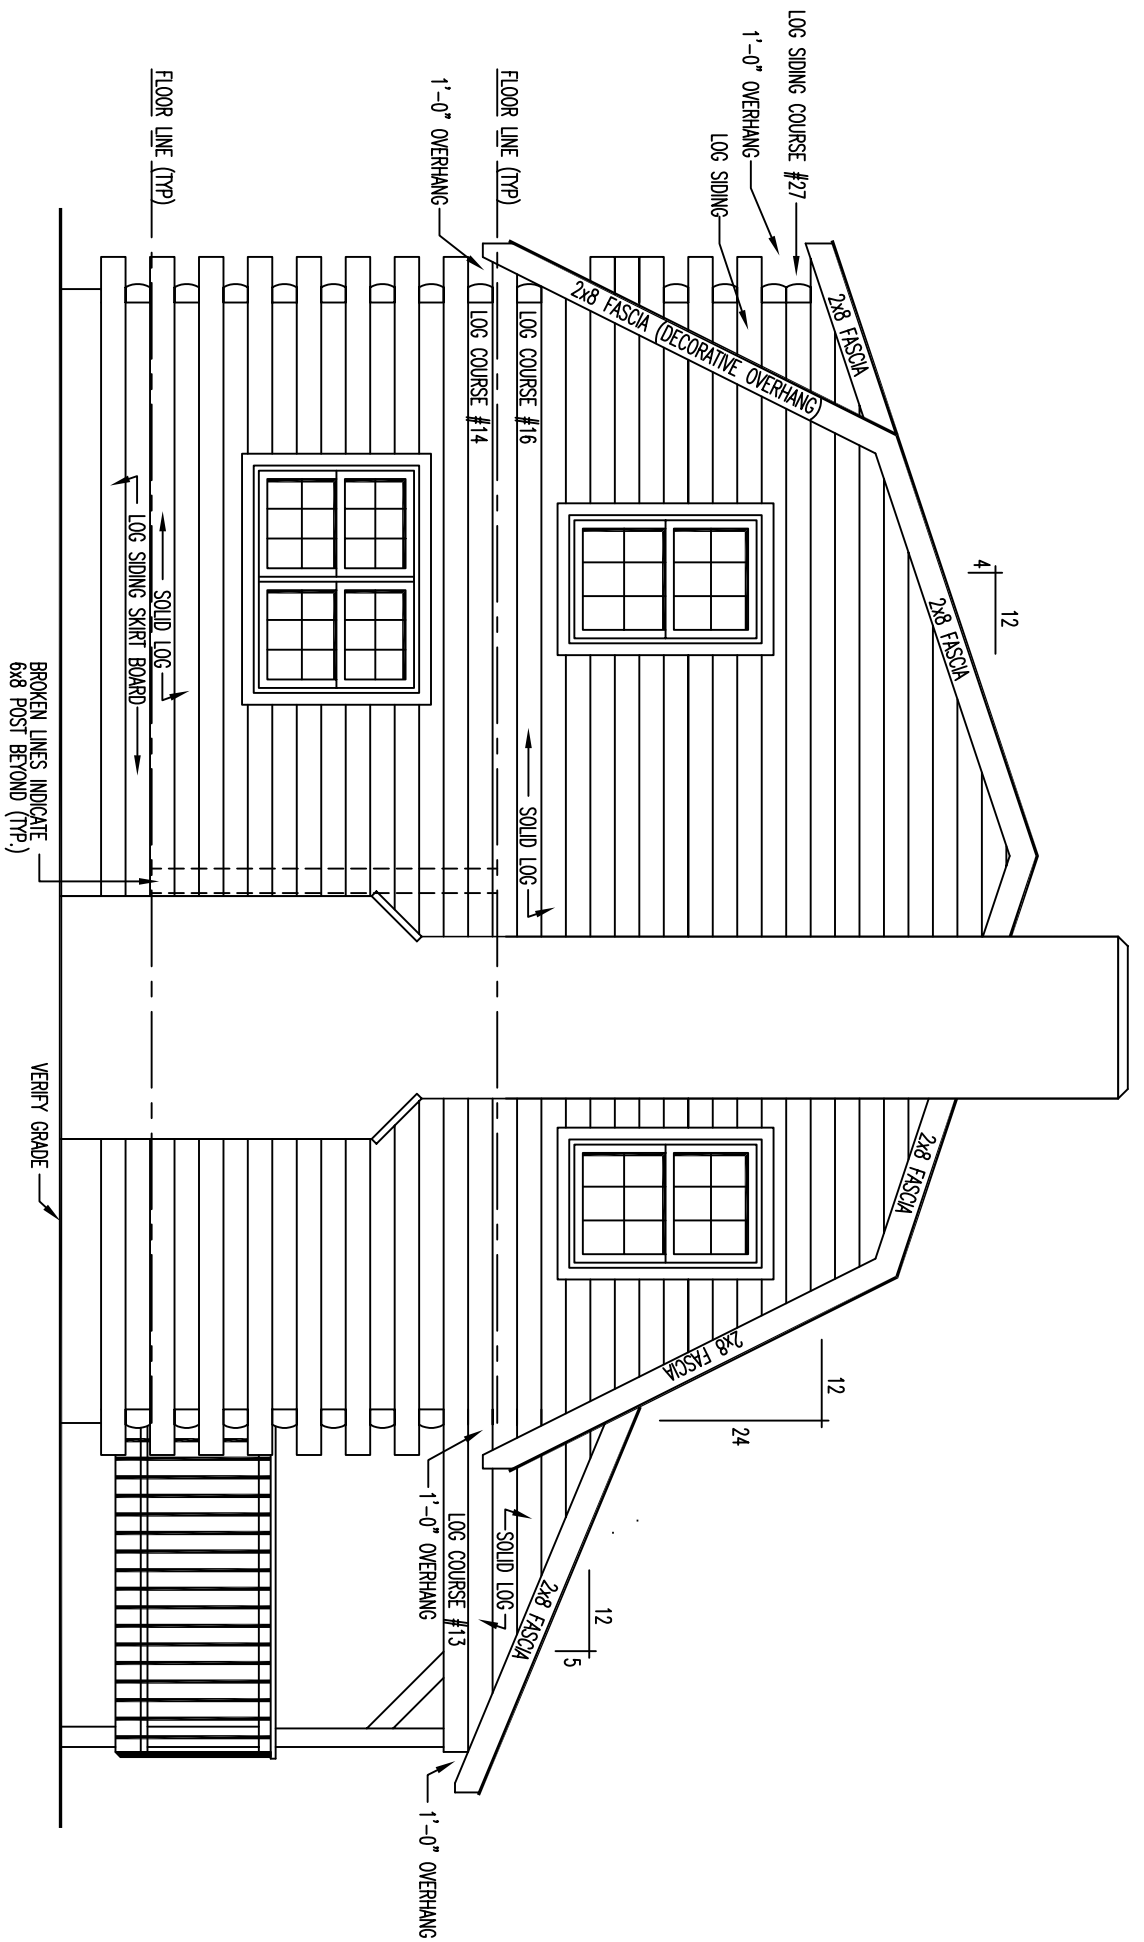 LOG SIDING COURSE #27
1'-0" OVERHANG
LOG SIDING
FLOOR LINE (TYP)
1'-0" OVERHANG
FLOOR LINE (TYP)
2x8 FASCIA
2x8 FASCIA (DECORATIVE OVERHANG)
LOG COURSE #16
LOG COURSE #14
12
4
2x8 FASCIA
SOLID LOG
LOG SIDING SKIRT BOARD
SOLID LOG
BROKEN LINES INDICATE
6x8 POST BEYOND (TYP.)
VERIFY GRADE
2x8 FASCIA
2x8 FASCIA
12
24
1'-0" OVERHANG
LOG COURSE #13
SOLID LOG
2x8 FASCIA
12
5
1'-0" OVERHANG